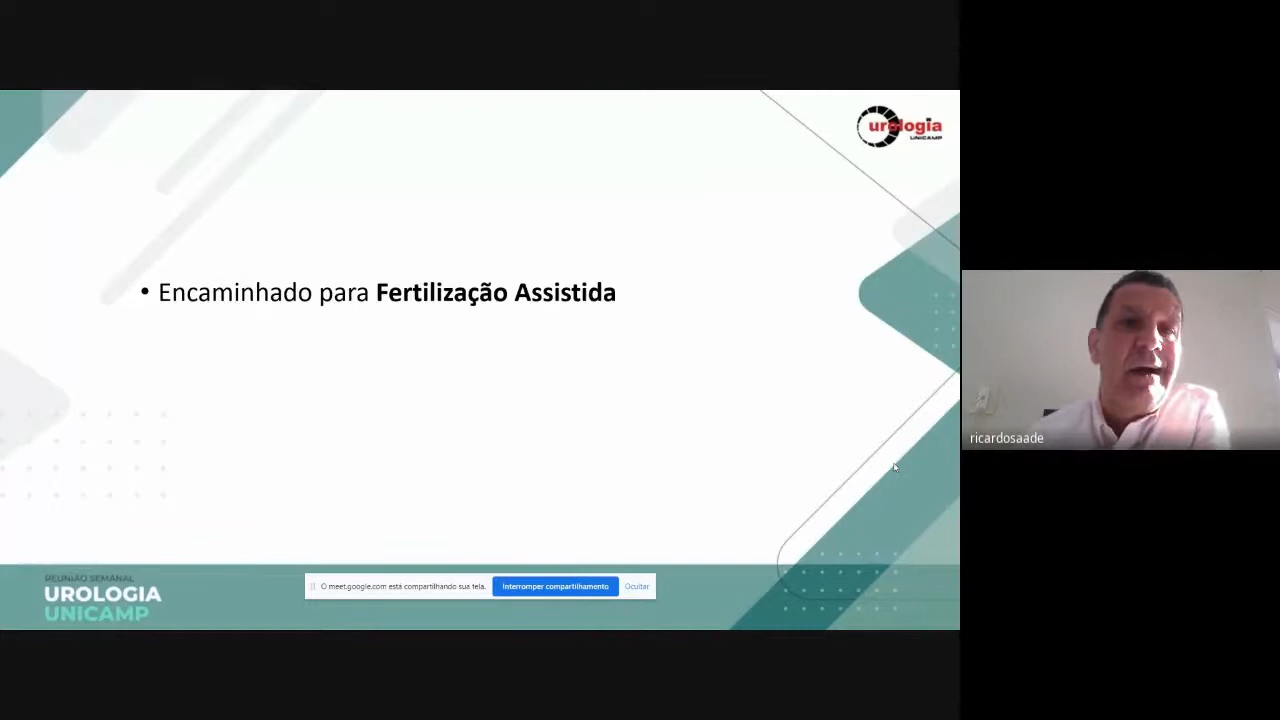 urologia
UNICAMP
• Encaminhado para Fertilização Assistida
ricardosaade
REUNIÃO SEMANAL
UROLOGIA
UNICAMP
O meet.google.com está compartilhando sua tela.
Interromper compartilhamento
Ocultar